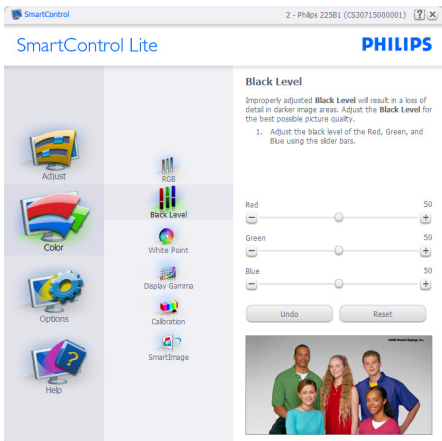 SmartControl
2 - Philips 225B1 (CS30715000001)
SmartControl Lite
PHILIPS
Adjust
Color
Options
Help
RGB
Black Level
White Point
Display Gamma
Calibration
SmartImage
Black Level
Improperly adjusted Black Level will result in a loss of
detail in darker image areas. Adjust the Black Level for
the best possible picture quality.
1. Adjust the black level of the Red, Green, and
Blue using the slider bars.
Red 50
Green 50
Blue 50
Undo Reset